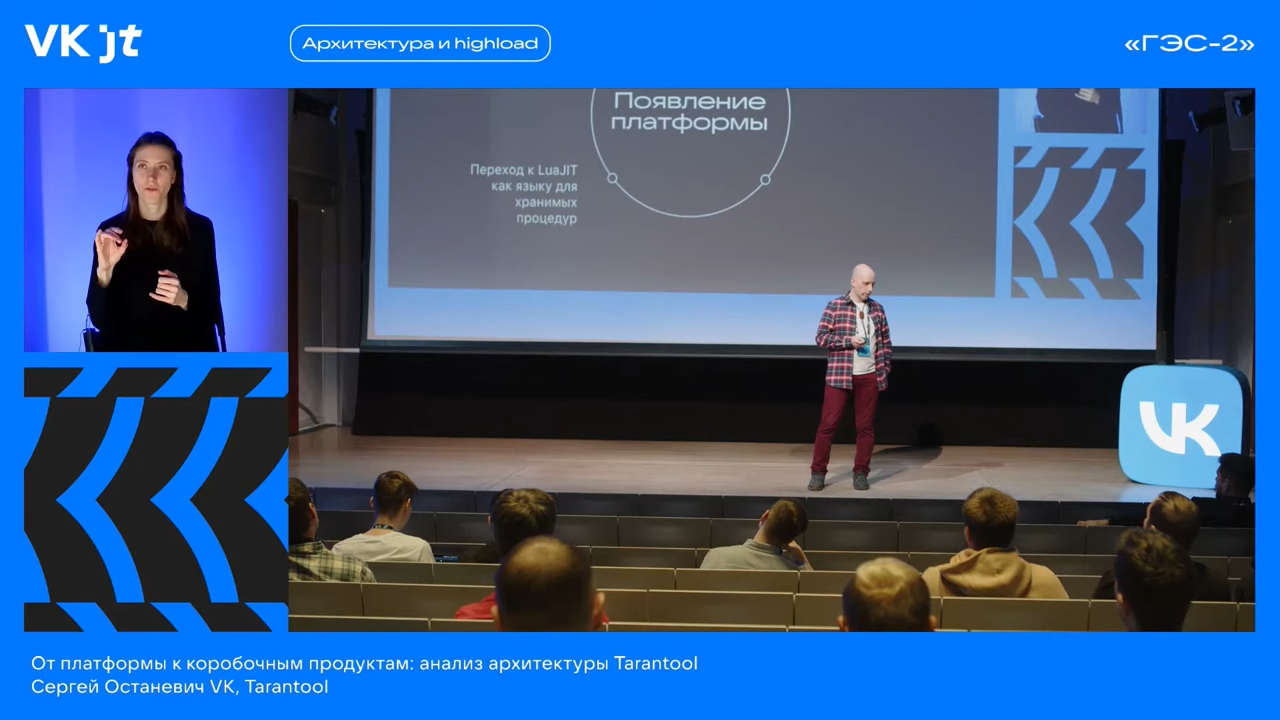 VK jt
Архитектура и highload
«ГЭС-2»
Появление
платформы
Переход к LuaJIT
как языку для
хранимых
процедур
VK
От платформы к коробочным продуктам: анализ архитектуры Tarantool
Сергей Останевич VK, Tarantool